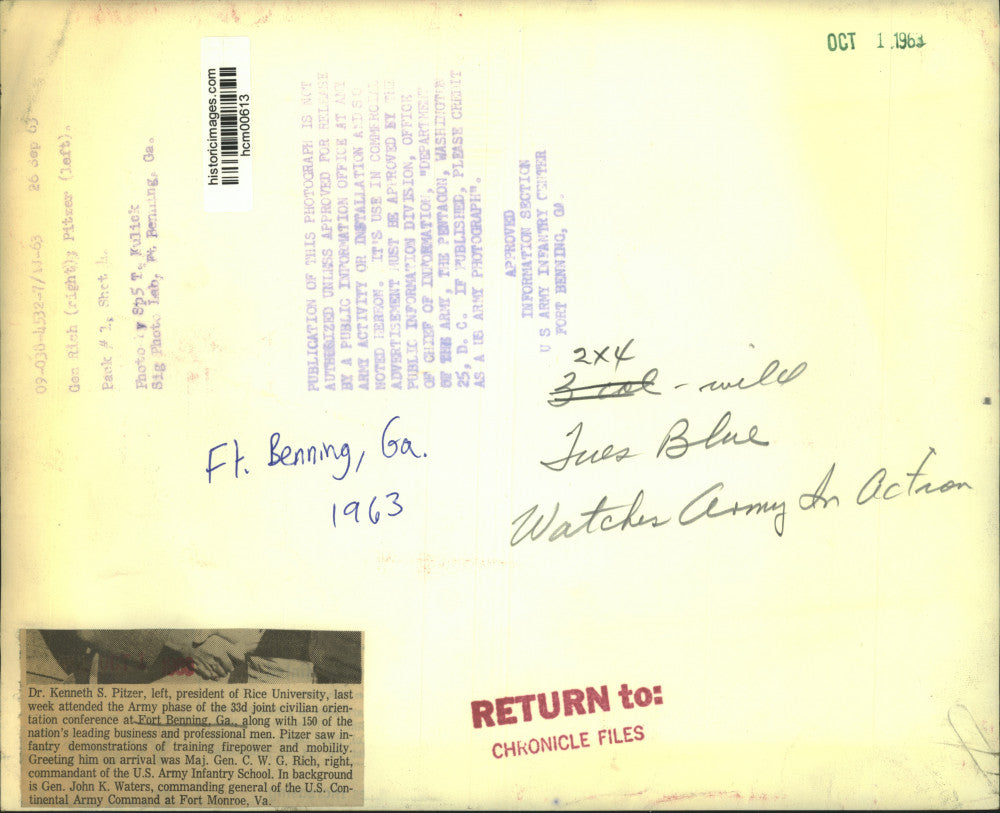 OCT 1 1963
historicimages.com
hcm00613
09-038-4532-7/AJ-63 26 Sep 63
Gen Rich (right); Pitzer (left).
Pack # 1, Shot
Photo by Sp5 T. Kulick
Sig Photo Lab, Ft. Benning, Ga.
PUBLICATION OF THIS PHOTOGRAPH IS NOT
AUTHORIZED UNLESS APPROVED FOR RELEASE
BY A PUBLIC INFORMATION OFFICE AT ANY
ARMY ACTIVITY OR INSTALLATION AND SO
NOTED HEREON. IT'S USE IN COMMERCIAL
ADVERTISEMENT MUST BE APPROVED BY THE
PUBLIC INFORMATION DIVISION, OFFICE
OF CHIEF OF INFORMATION, "DEPARTMENT
OF THE ARMY, THE PENTAGON, WASHINGTON
25, D. C. IF PUBLISHED, PLEASE CREDIT
AS A US ARMY PHOTOGRAPH".
APPROVED
INFORMATION SECTION
U S ARMY INFANTRY CENTER
FORT BENNING, GA.
2x4
3 col - wild
Tues Blue
Watches Army In Action
Ft. Benning, Ga.
1963
Dr. Kenneth S. Pitzer, left, president of Rice University, last
week attended the Army phase of the 33d joint civilian orien-
tation conference at Fort Benning, Ga., along with 150 of the
nation's leading business and professional men. Pitzer saw in-
fantry demonstrations of training firepower and mobility.
Greeting him on arrival was Maj. Gen. C. W. G. Rich, right,
commandant of the U.S. Army Infantry School. In background
is Gen. John K. Waters, commanding general of the U.S. Con-
tinental Army Command at Fort Monroe, Va.
RETURN to:
CHRONICLE FILES